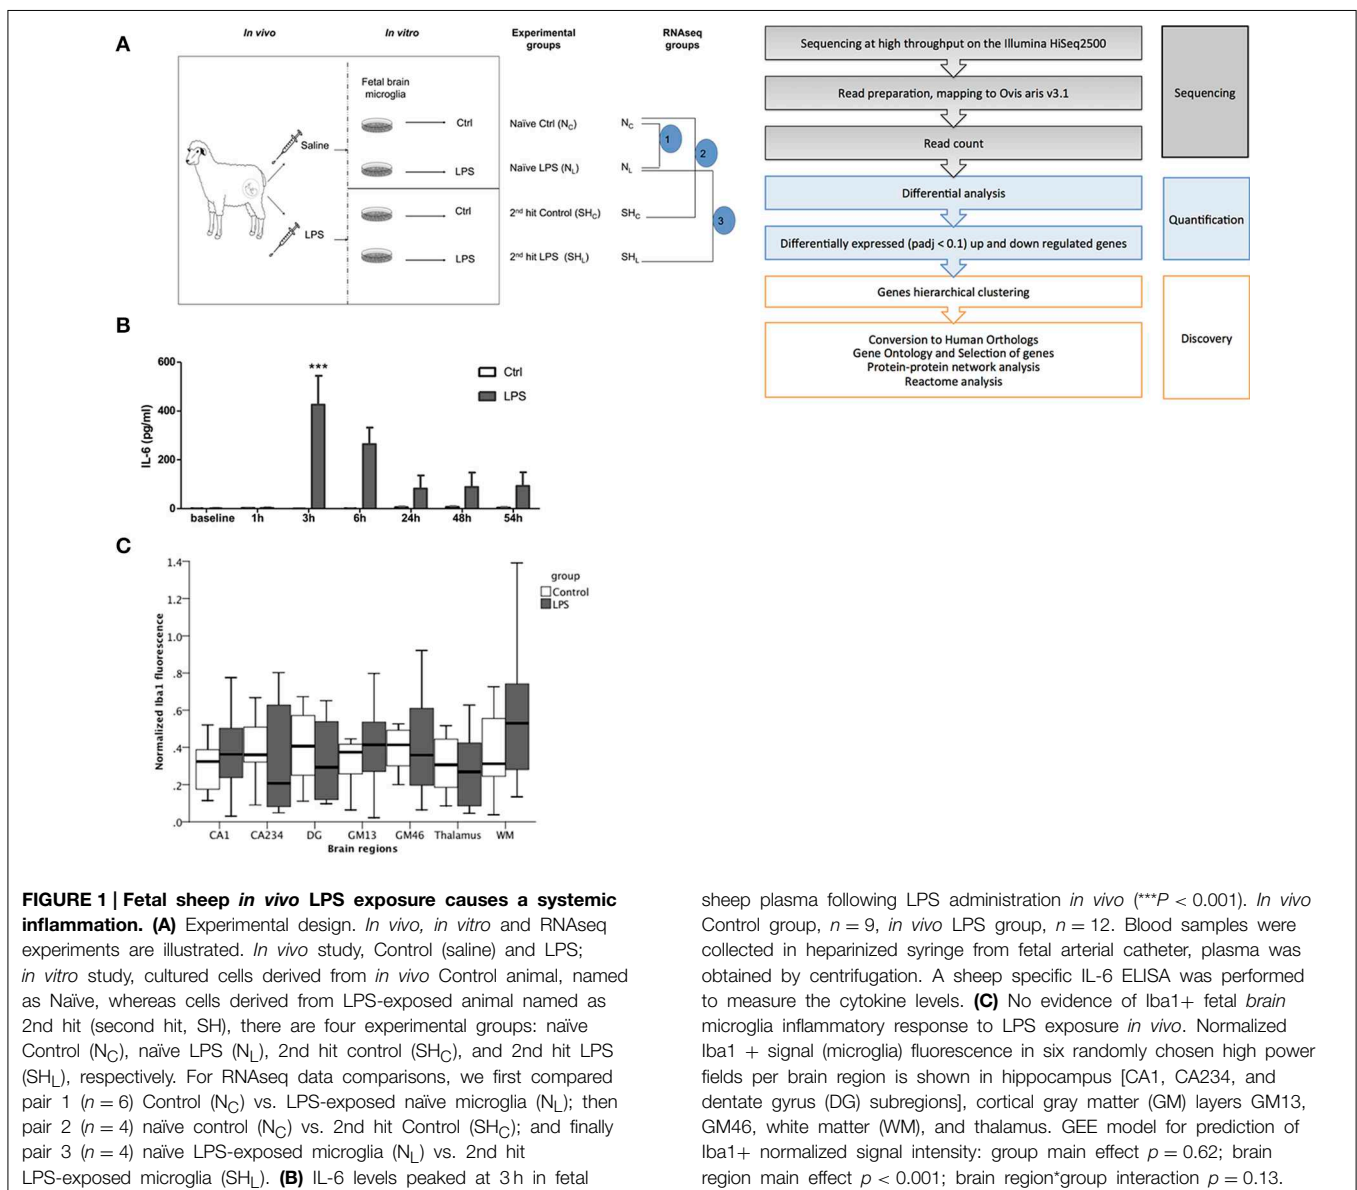 A
In vivo
In vitro
Experimental
groups
RNAseq
groups
Fetal brain
microglia
Saline
LPS
Ctrl
LPS
Ctrl
LPS
Naïve Ctrl (NC)
Naïve LPS (NL)
2nd hit Control (SHC)
2nd hit LPS (SHL)
NC
NL
SHC
SHL
1
2
3
Sequencing at high throughput on the Illumina HiSeq2500
Read preparation, mapping to Ovis aris v3.1
Read count
Differential analysis
Differentially expressed (padj < 0.1) up and down regulated genes
Genes hierarchical clustering
Conversion to Human Orthologs
Gene Ontology and Selection of genes
Protein-protein network analysis
Reactome analysis
Sequencing
Quantification
Discovery
B
IL-6 (pg/ml)
600
400
200
0
***
Ctrl
LPS
baseline 1h 3h 6h 24h 48h 54h
C
Normalized Iba1 fluorescence
1.4
1.2
1.0
.8
.6
.4
.2
.0
group
Control
LPS
CA1 CA234 DG GM13 GM46 Thalamus WM
Brain regions
FIGURE 1 | Fetal sheep in vivo LPS exposure causes a systemic
inflammation. (A) Experimental design. In vivo, in vitro and RNAseq
experiments are illustrated. In vivo study, Control (saline) and LPS;
in vitro study, cultured cells derived from in vivo Control animal, named
as Naïve, whereas cells derived from LPS-exposed animal named as
2nd hit (second hit, SH), there are four experimental groups: naïve
Control (NC), naïve LPS (NL), 2nd hit control (SHC), and 2nd hit LPS
(SHL), respectively. For RNAseq data comparisons, we first compared
pair 1 (n = 6) Control (NC) vs. LPS-exposed naïve microglia (NL); then
pair 2 (n = 4) naïve control (NC) vs. 2nd hit Control (SHC); and finally
pair 3 (n = 4) naïve LPS-exposed microglia (NL) vs. 2nd hit
LPS-exposed microglia (SHL). (B) IL-6 levels peaked at 3 h in fetal
sheep plasma following LPS administration in vivo (***P < 0.001). In vivo
Control group, n = 9, in vivo LPS group, n = 12. Blood samples were
collected in heparinized syringe from fetal arterial catheter, plasma was
obtained by centrifugation. A sheep specific IL-6 ELISA was performed
to measure the cytokine levels. (C) No evidence of Iba1+ fetal brain
microglia inflammatory response to LPS exposure in vivo. Normalized
Iba1 + signal (microglia) fluorescence in six randomly chosen high power
fields per brain region is shown in hippocampus [CA1, CA234, and
dentate gyrus (DG) subregions], cortical gray matter (GM) layers GM13,
GM46, white matter (WM), and thalamus. GEE model for prediction of
Iba1+ normalized signal intensity: group main effect p = 0.62; brain
region main effect p < 0.001; brain region*group interaction p = 0.13.